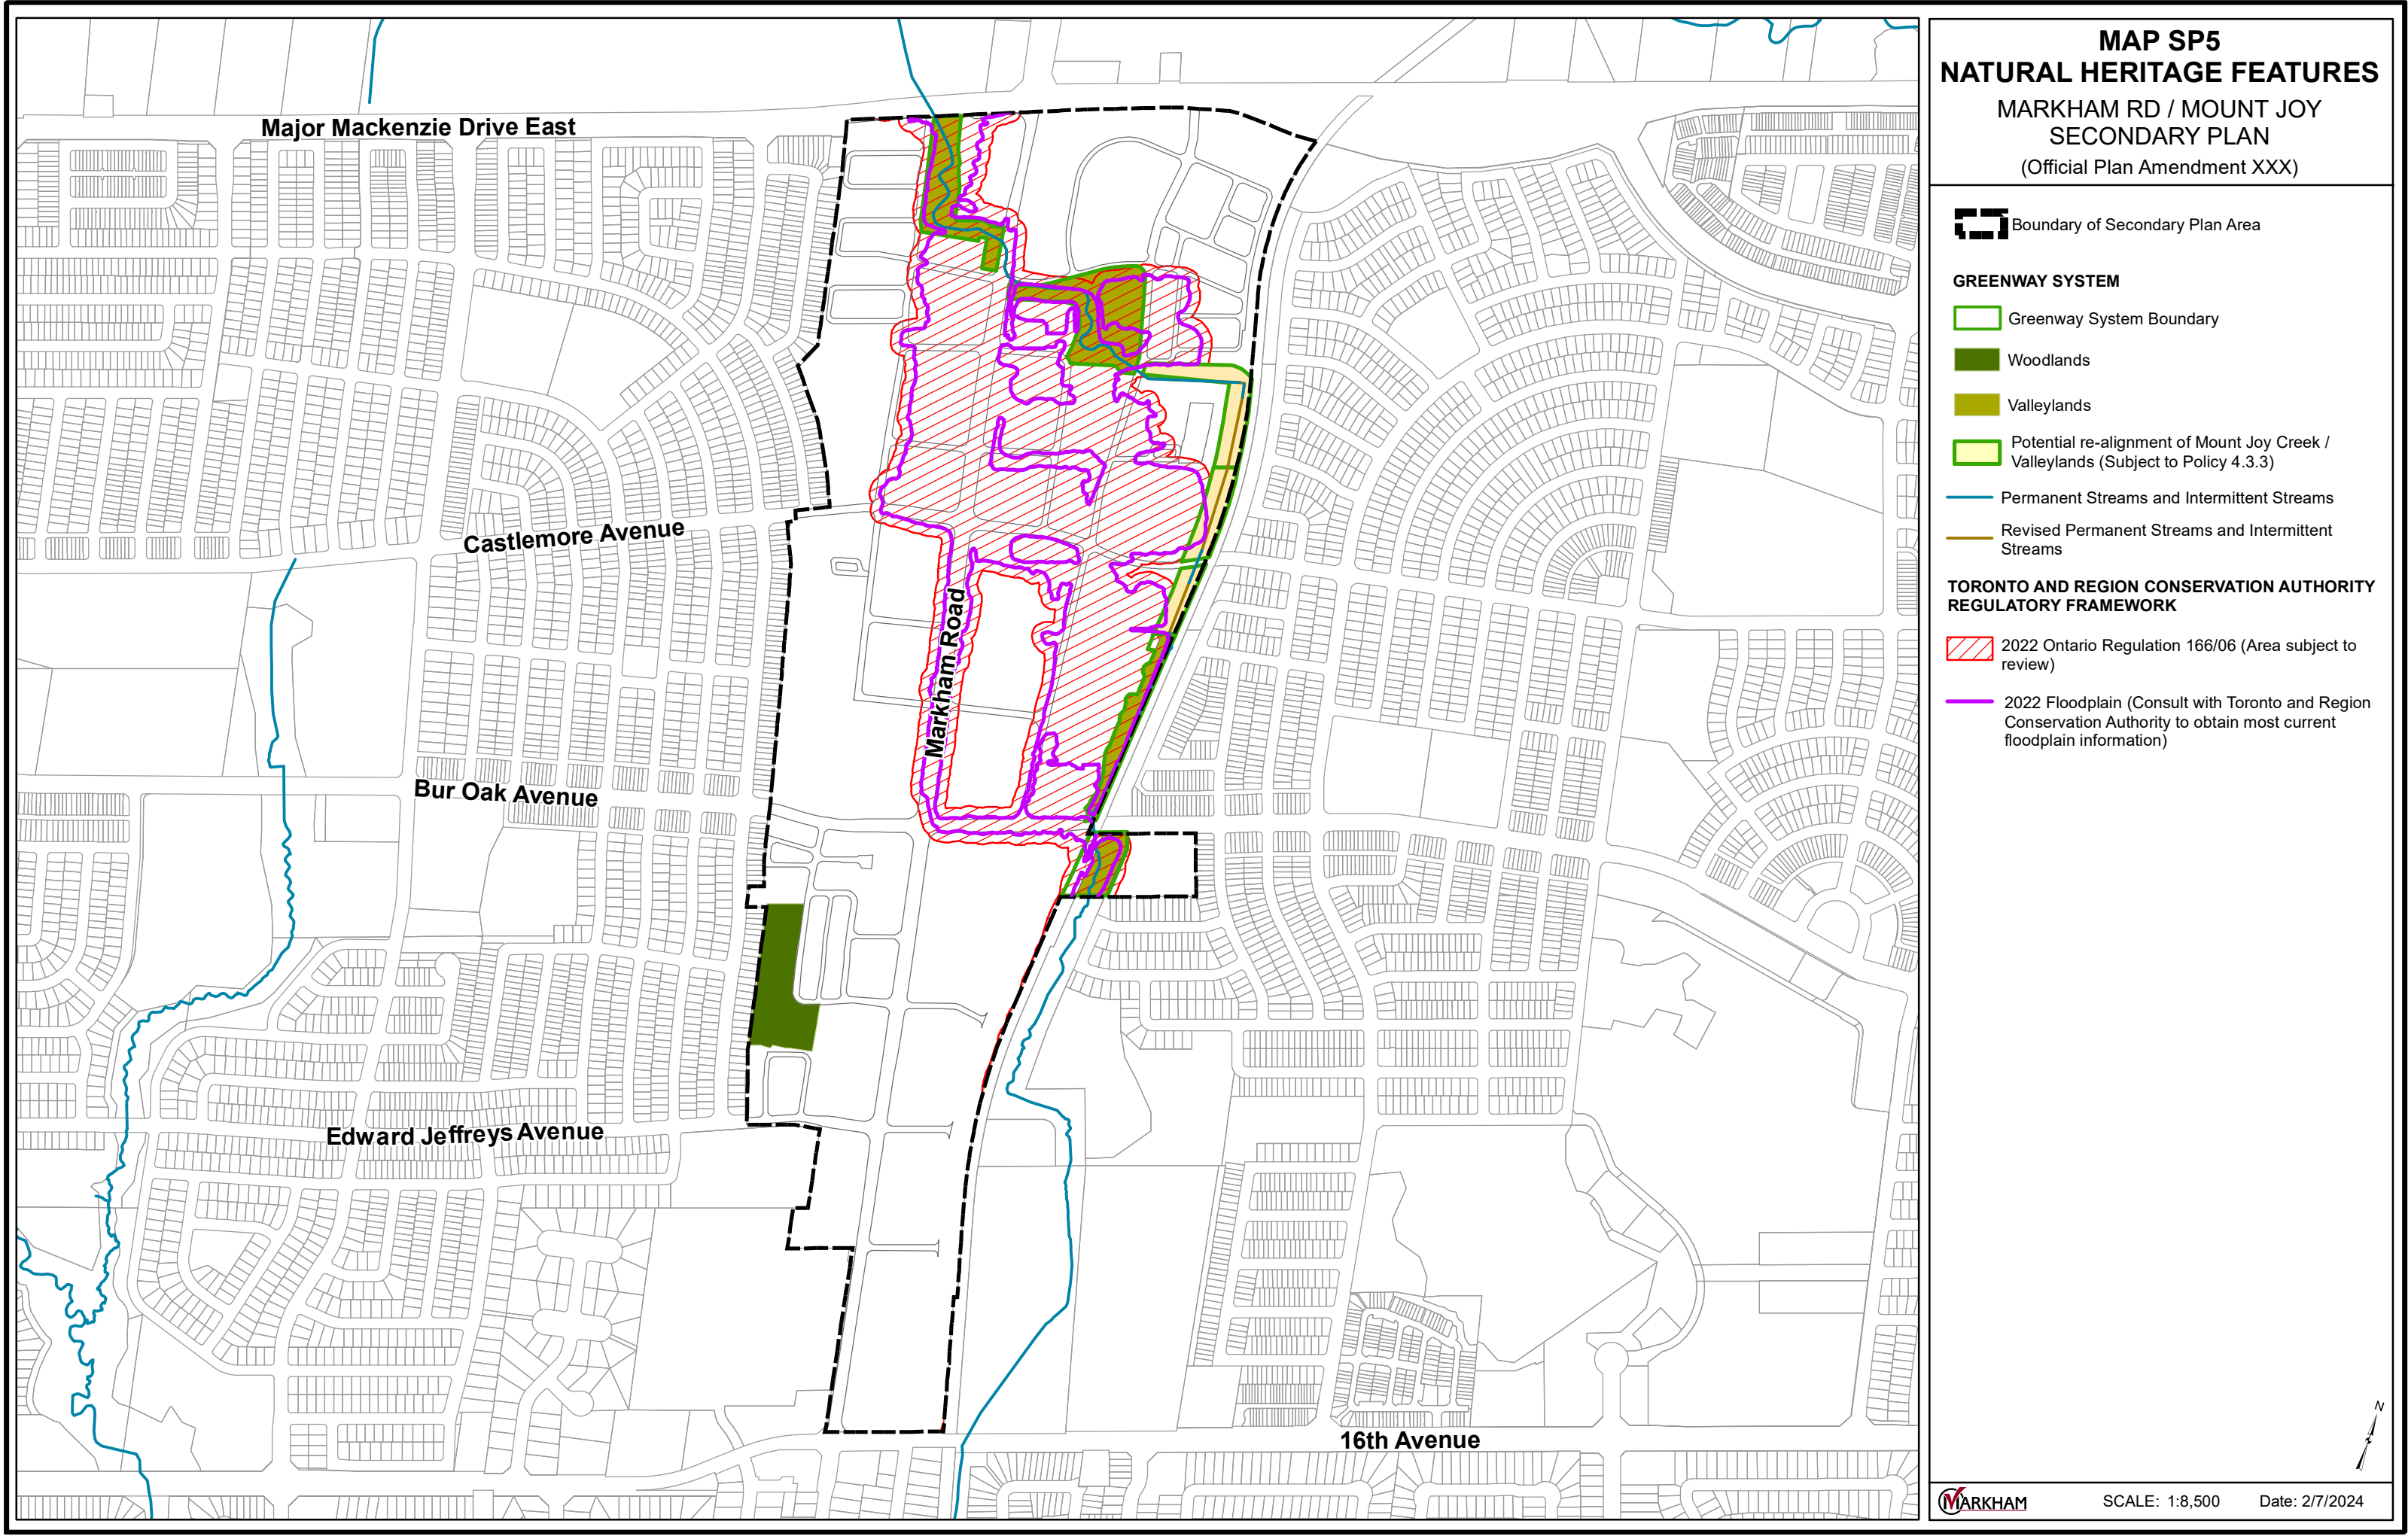 MAP SP5
NATURAL HERITAGE FEATURES
MARKHAM RD / MOUNT JOY
SECONDARY PLAN
(Official Plan Amendment XXX)
Boundary of Secondary Plan Area
GREENWAY SYSTEM
Greenway System Boundary
Woodlands
Valleylands
Potential re-alignment of Mount Joy Creek /
Valleylands (Subject to Policy 4.3.3)
Permanent Streams and Intermittent Streams
Revised Permanent Streams and Intermittent
Streams
TORONTO AND REGION CONSERVATION AUTHORITY
REGULATORY FRAMEWORK
2022 Ontario Regulation 166/06 (Area subject to
review)
2022 Floodplain (Consult with Toronto and Region
Conservation Authority to obtain most current
floodplain information)
Major Mackenzie Drive East
Castlemore Avenue
Markham Road
Bur Oak Avenue
Edward Jeffreys Avenue
16th Avenue
N
MARKHAM
SCALE: 1:8,500
Date: 2/7/2024